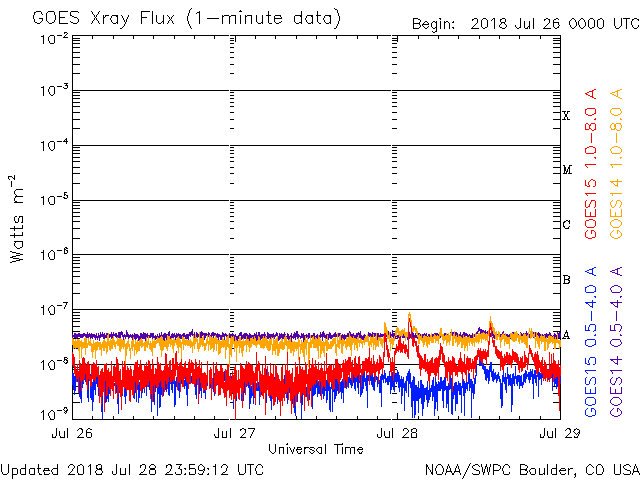 GOES Xray Flux (1-minute data)
Begin: 2018 Jul 26 0000 UTC
10⁻²
10⁻³
10⁻⁴
10⁻⁵
10⁻⁶
10⁻⁷
10⁻⁸
10⁻⁹
Watts m⁻²
X
M
C
B
A
GOES15 1.0-8.0 A
GOES14 1.0-8.0 A
GOES15 0.5-4.0 A
GOES14 0.5-4.0 A
Jul 26 Jul 27 Jul 28 Jul 29
Universal Time
Updated 2018 Jul 28 23:59:12 UTC
NOAA/SWPC Boulder, CO USA